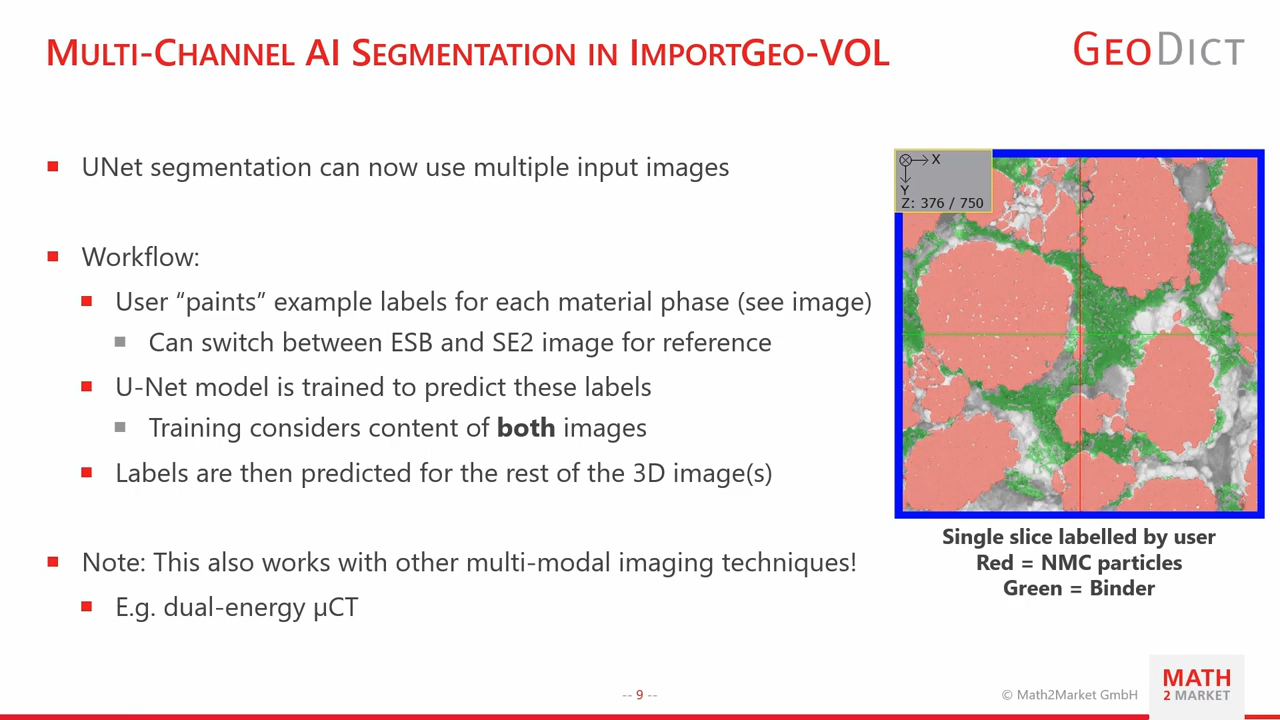 MULTI-CHANNEL AI SEGMENTATION IN IMPORTGEO-VOL
GEODICT
UNet segmentation can now use multiple input images
Workflow:
User “paints” example labels for each material phase (see image)
Can switch between ESB and SE2 image for reference
U-Net model is trained to predict these labels
Training considers content of both images
Labels are then predicted for the rest of the 3D image(s)
Note: This also works with other multi-modal imaging techniques!
E.g. dual-energy µCT
X
Y
Z: 376 / 750
Single slice labelled by user
Red = NMC particles
Green = Binder
-- 9 --
© Math2Market GmbH
MATH
2 MARKET